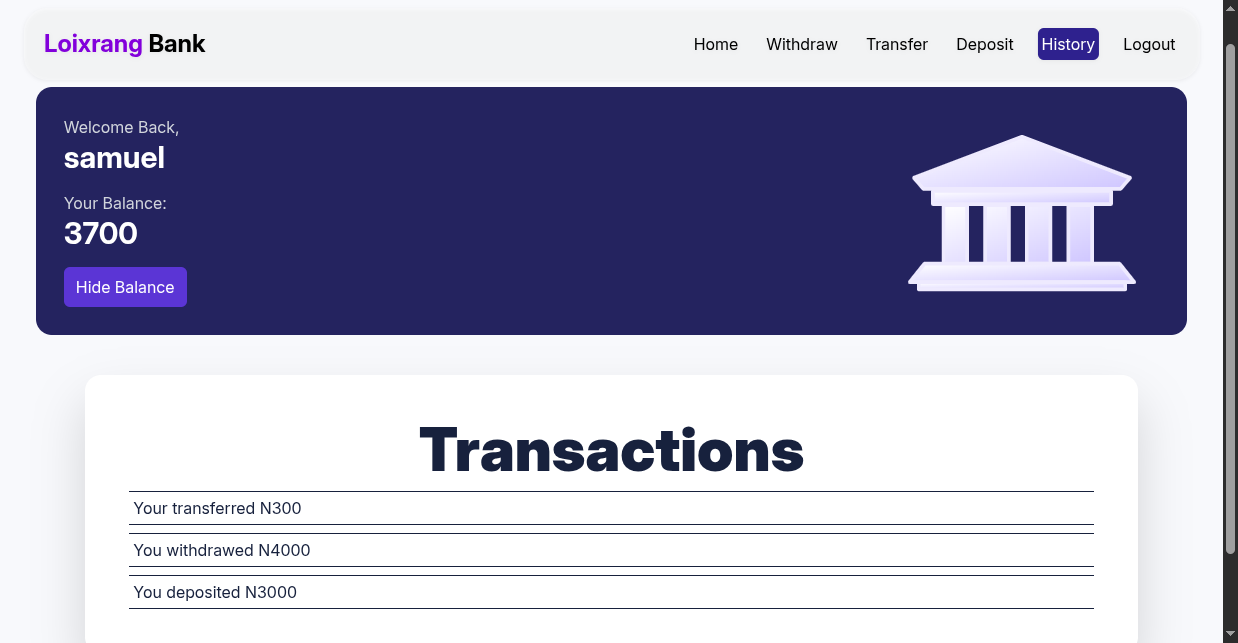 Loixrang Bank
Home Withdraw Transfer Deposit History Logout
Welcome Back,
samuel
Your Balance:
3700
Hide Balance
Transactions
Your transferred N300
You withdrawed N4000
You deposited N3000